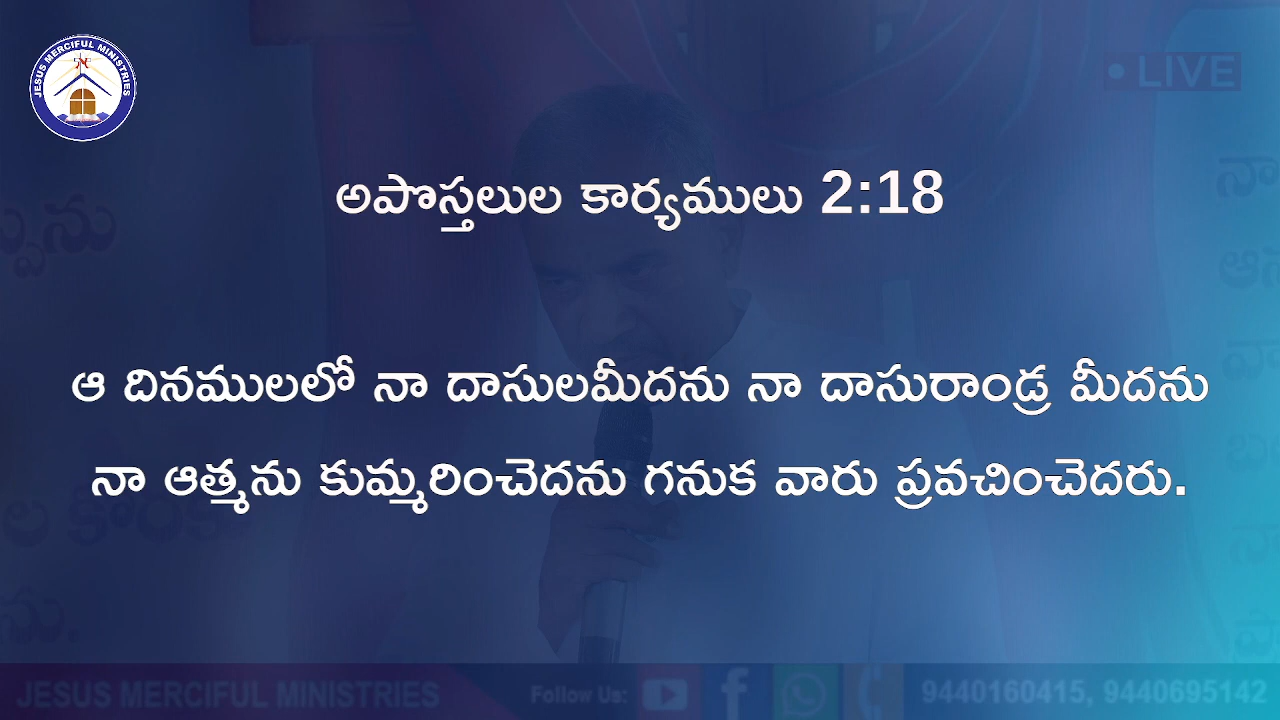 JESUS MERCIFUL MINISTRIES
LIVE
అపొస్తలుల కార్యములు 2:18
ఆ దినములలో నా దాసులమీదను నా దాసురాండ్ర మీదను
నా ఆత్మను కుమ్మరించెదను గనుక వారు ప్రవచించెదరు.
JESUS MERCIFUL MINISTRIES Follow Us: 9440160415, 9440695142